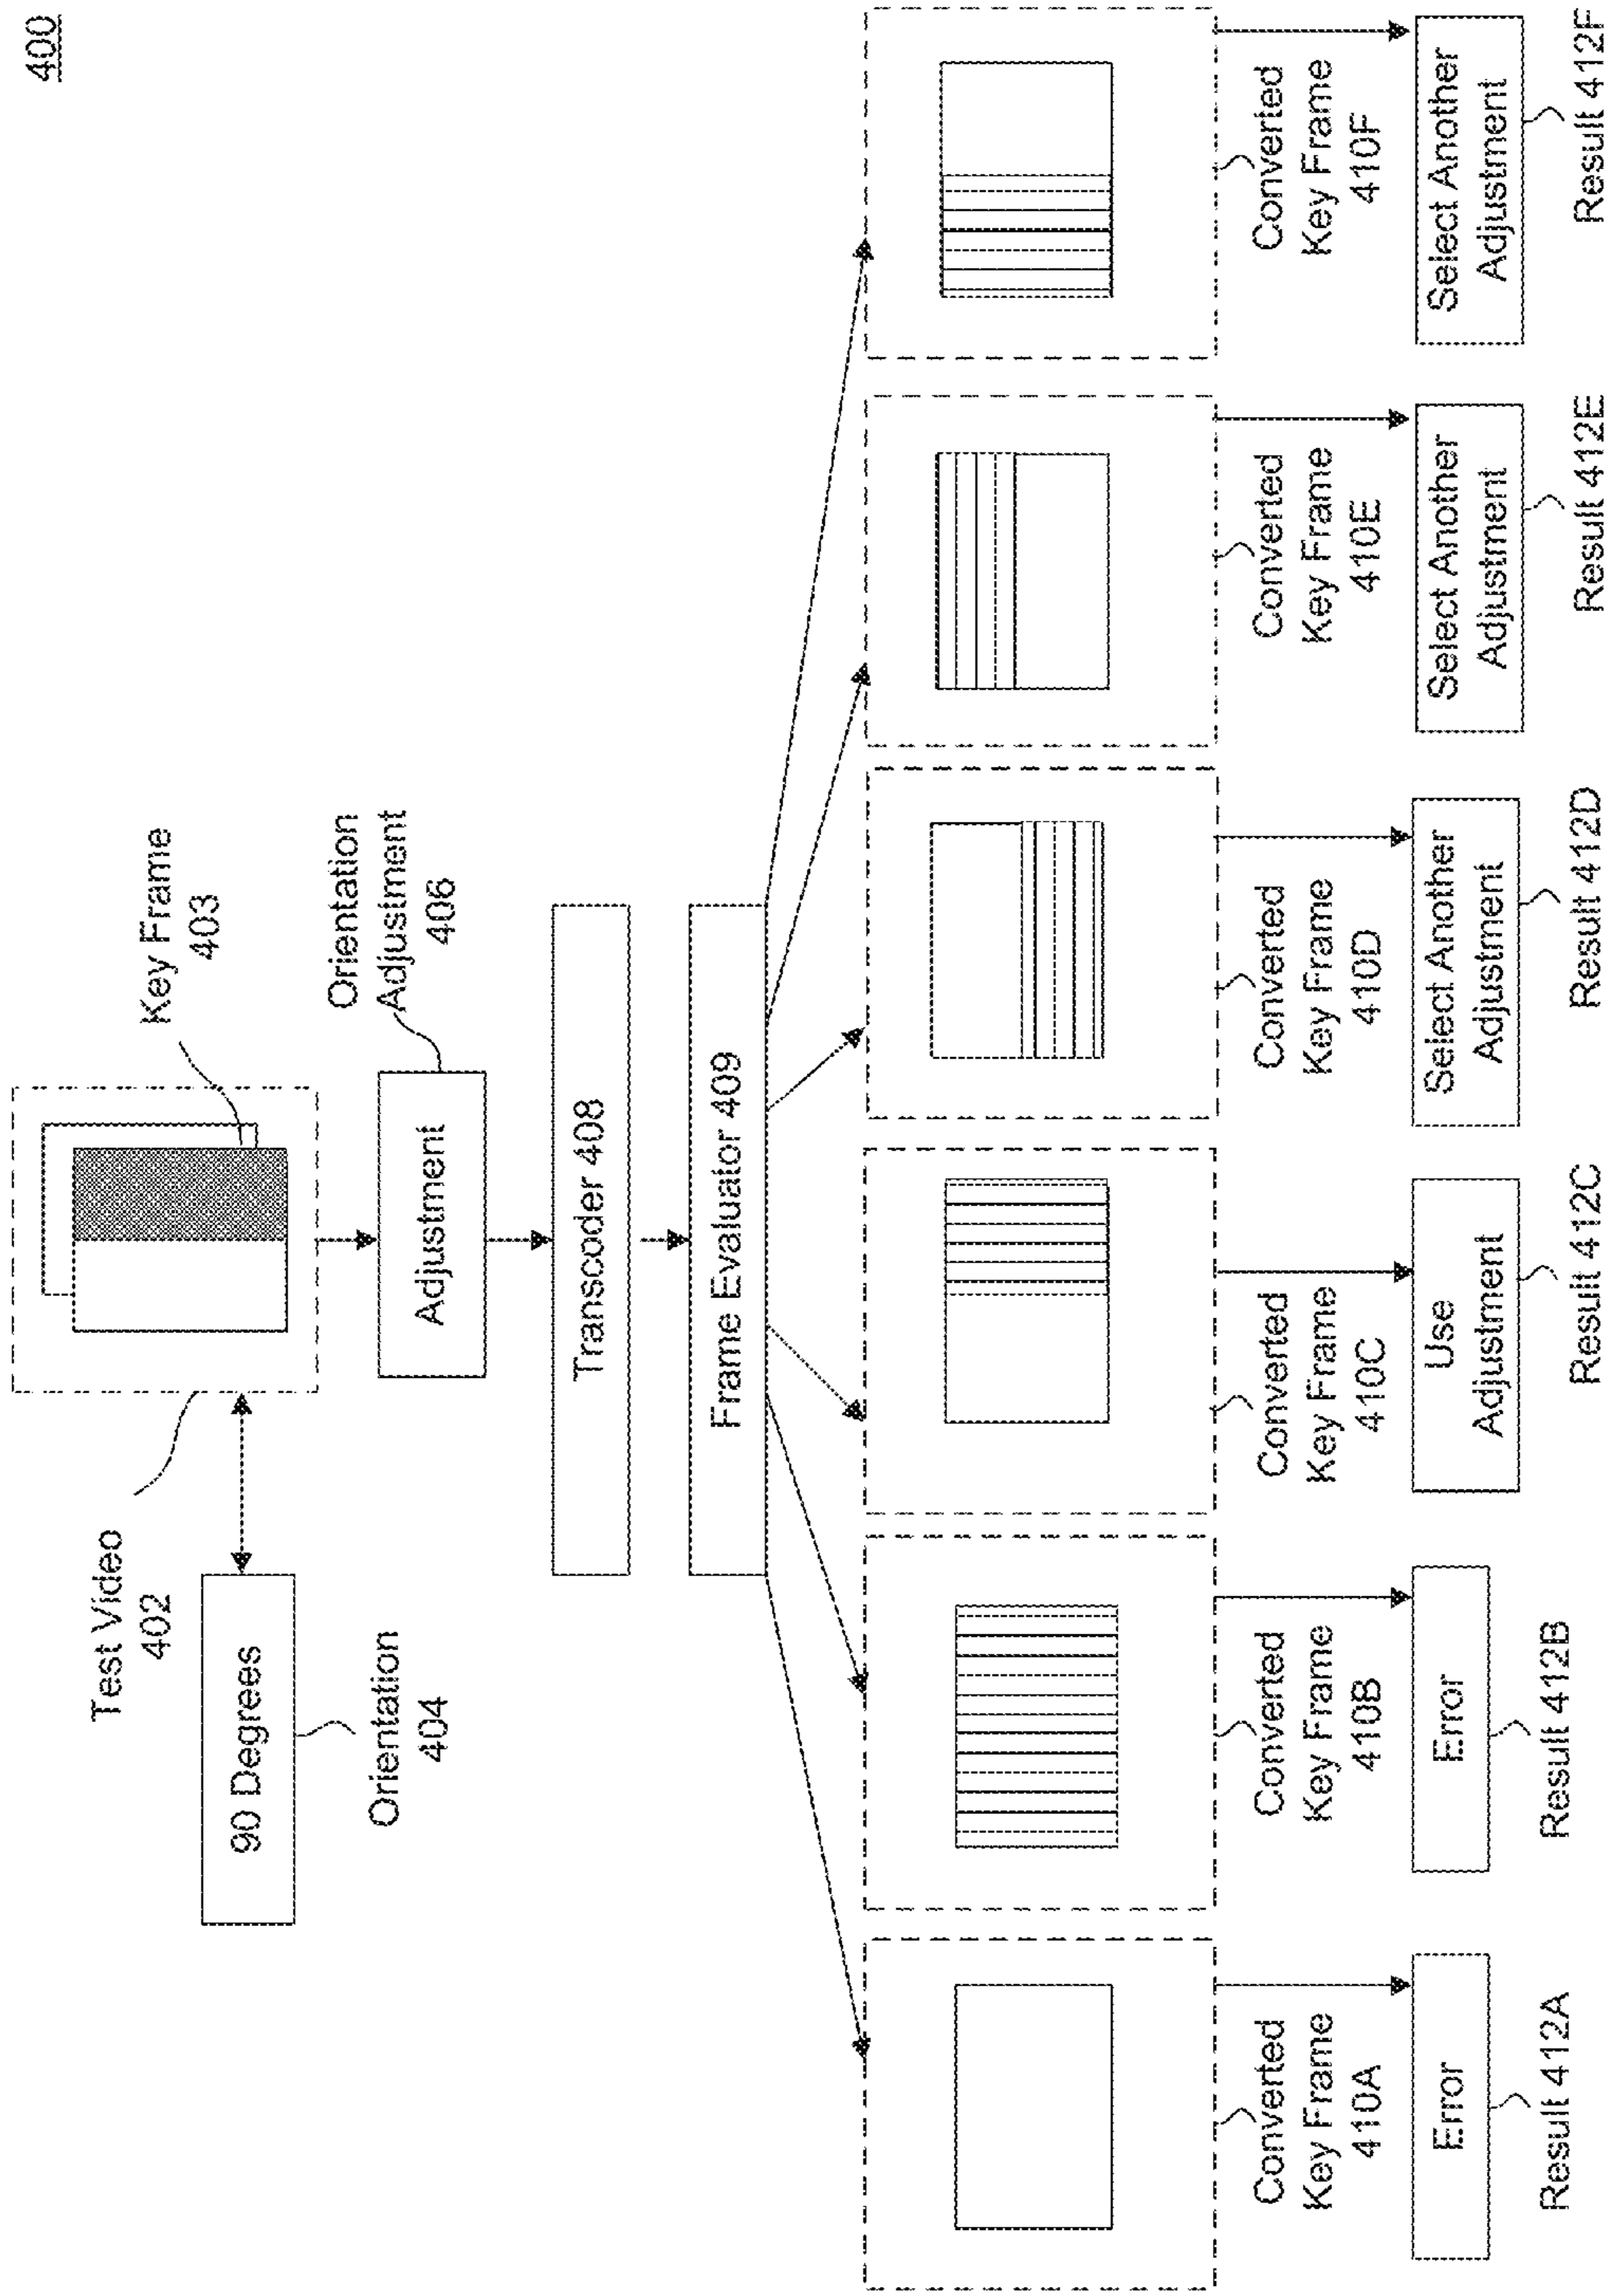 400
Test Video
402
Key Frame
403
90 Degrees
Orientation
404
Adjustment
Orientation
Adjustment
406
Transcoder 408
Frame Evaluator 409
Converted
Key Frame
410A
Converted
Key Frame
410B
Converted
Key Frame
410C
Converted
Key Frame
410D
Converted
Key Frame
410E
Converted
Key Frame
410F
Error
Result 412A
Error
Result 412B
Use
Adjustment
Result 412C
Select Another
Adjustment
Result 412D
Select Another
Adjustment
Result 412E
Select Another
Adjustment
Result 412F